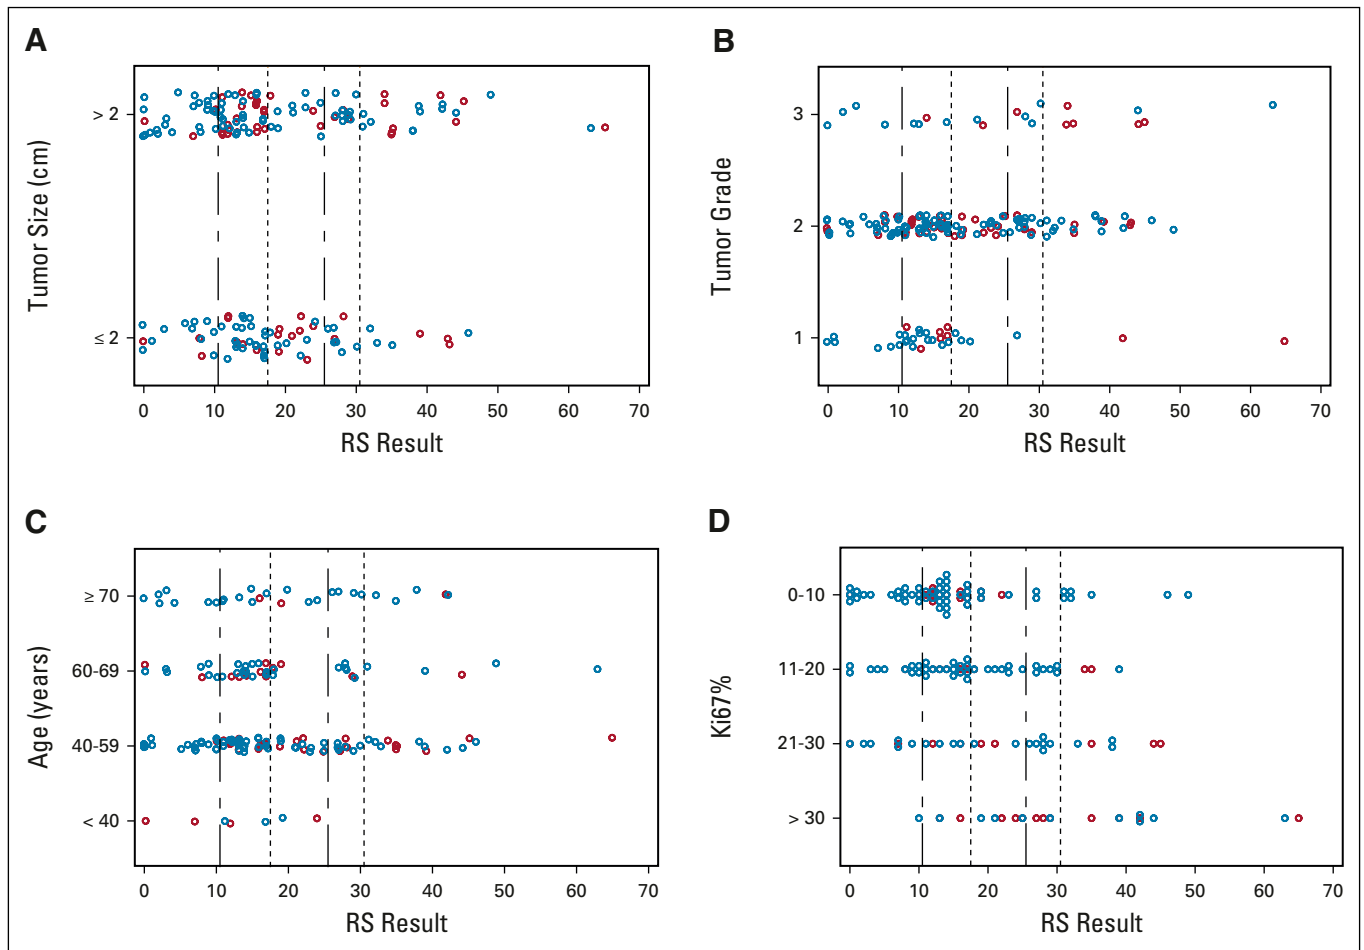 A
> 2
≤ 2
Tumor Size (cm)
0 10 20 30 40 50 60 70
RS Result
B
3
2
1
Tumor Grade
0 10 20 30 40 50 60 70
RS Result
C
≥ 70
60-69
40-59
< 40
Age (years)
0 10 20 30 40 50 60 70
RS Result
D
0-10
11-20
21-30
> 30
Ki67%
0 10 20 30 40 50 60 70
RS Result